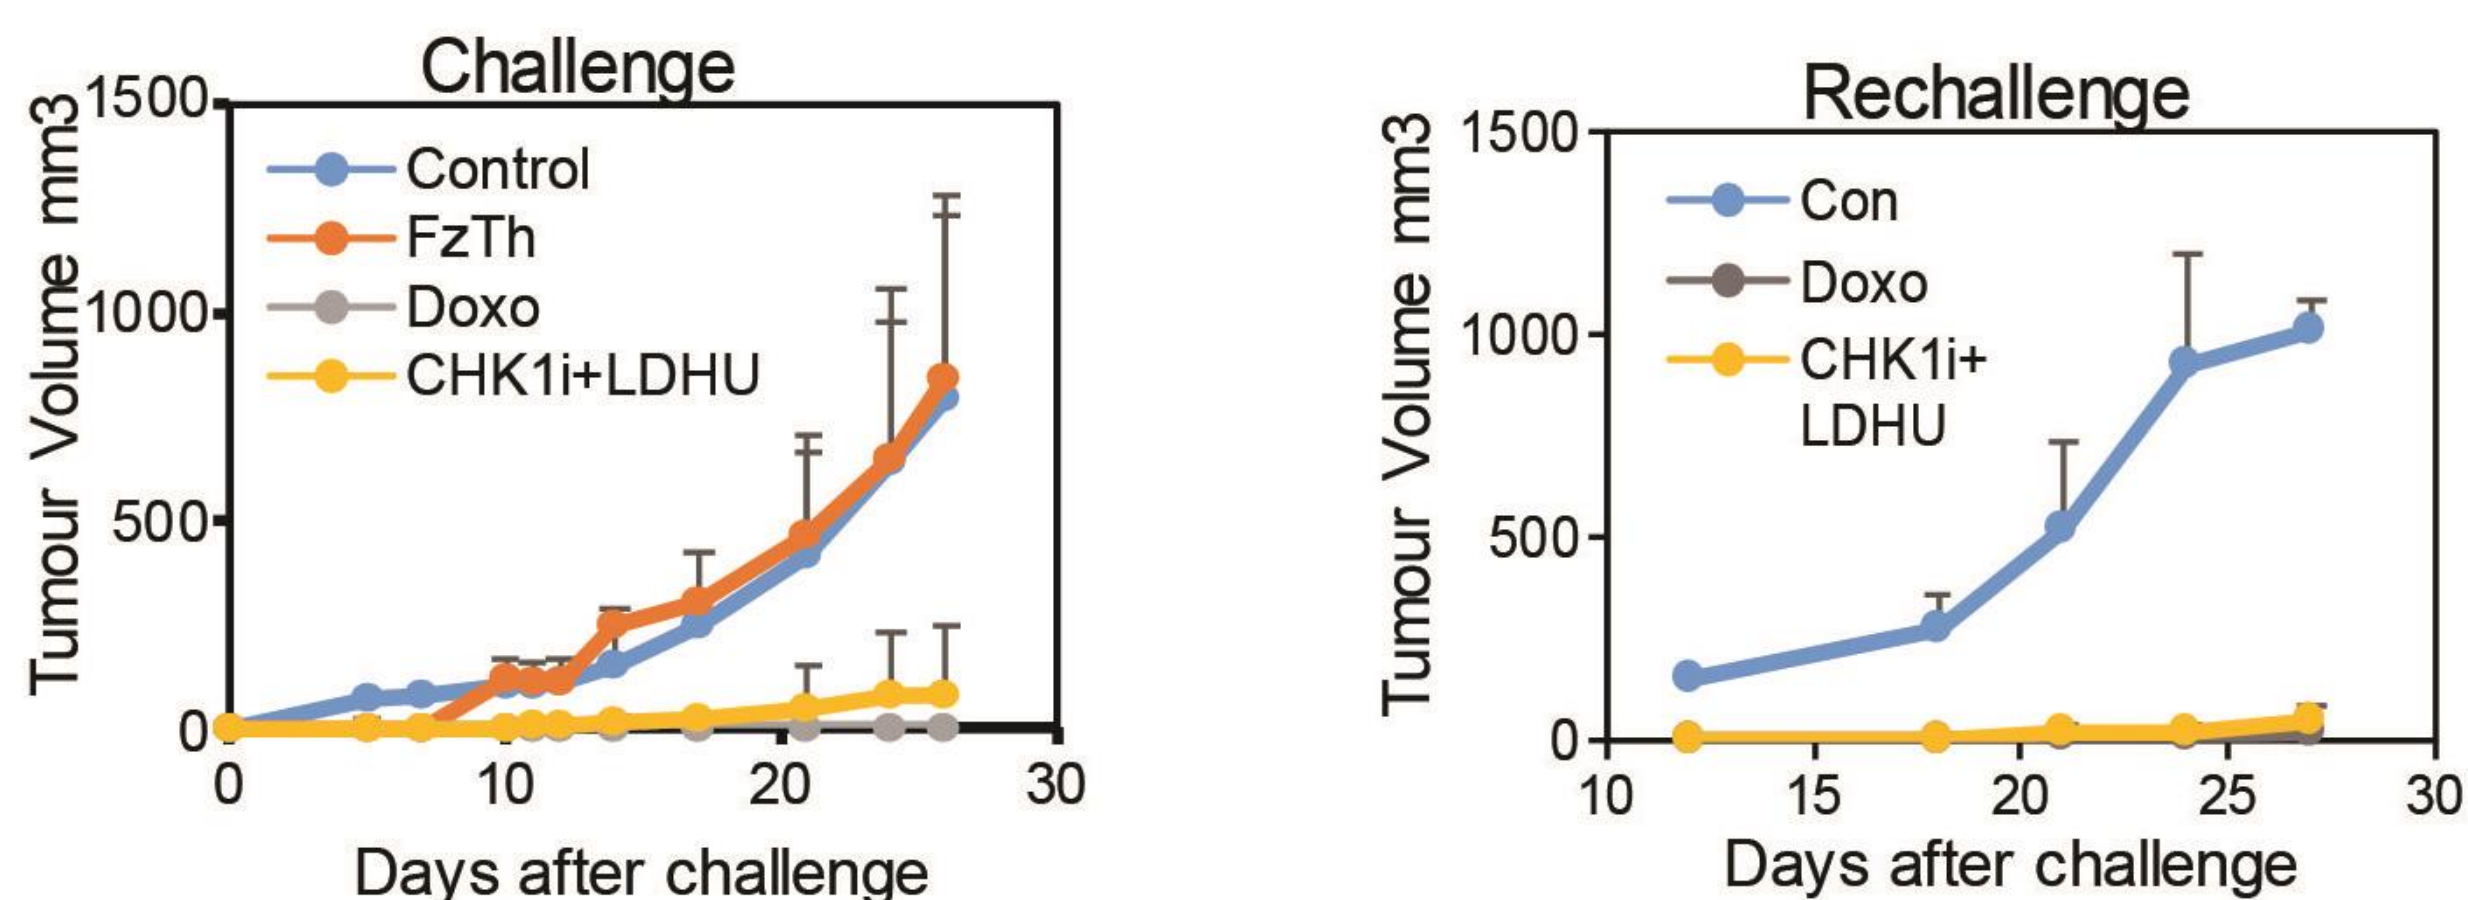 Challenge
Tumour Volume mm3
1500
1000
500
0
Control
FzTh
Doxo
CHK1i+LDHU
0 10 20 30
Days after challenge
Rechallenge
Tumour Volume mm3
1500
1000
500
0
Con
Doxo
CHK1i+
LDHU
10 15 20 25 30
Days after challenge